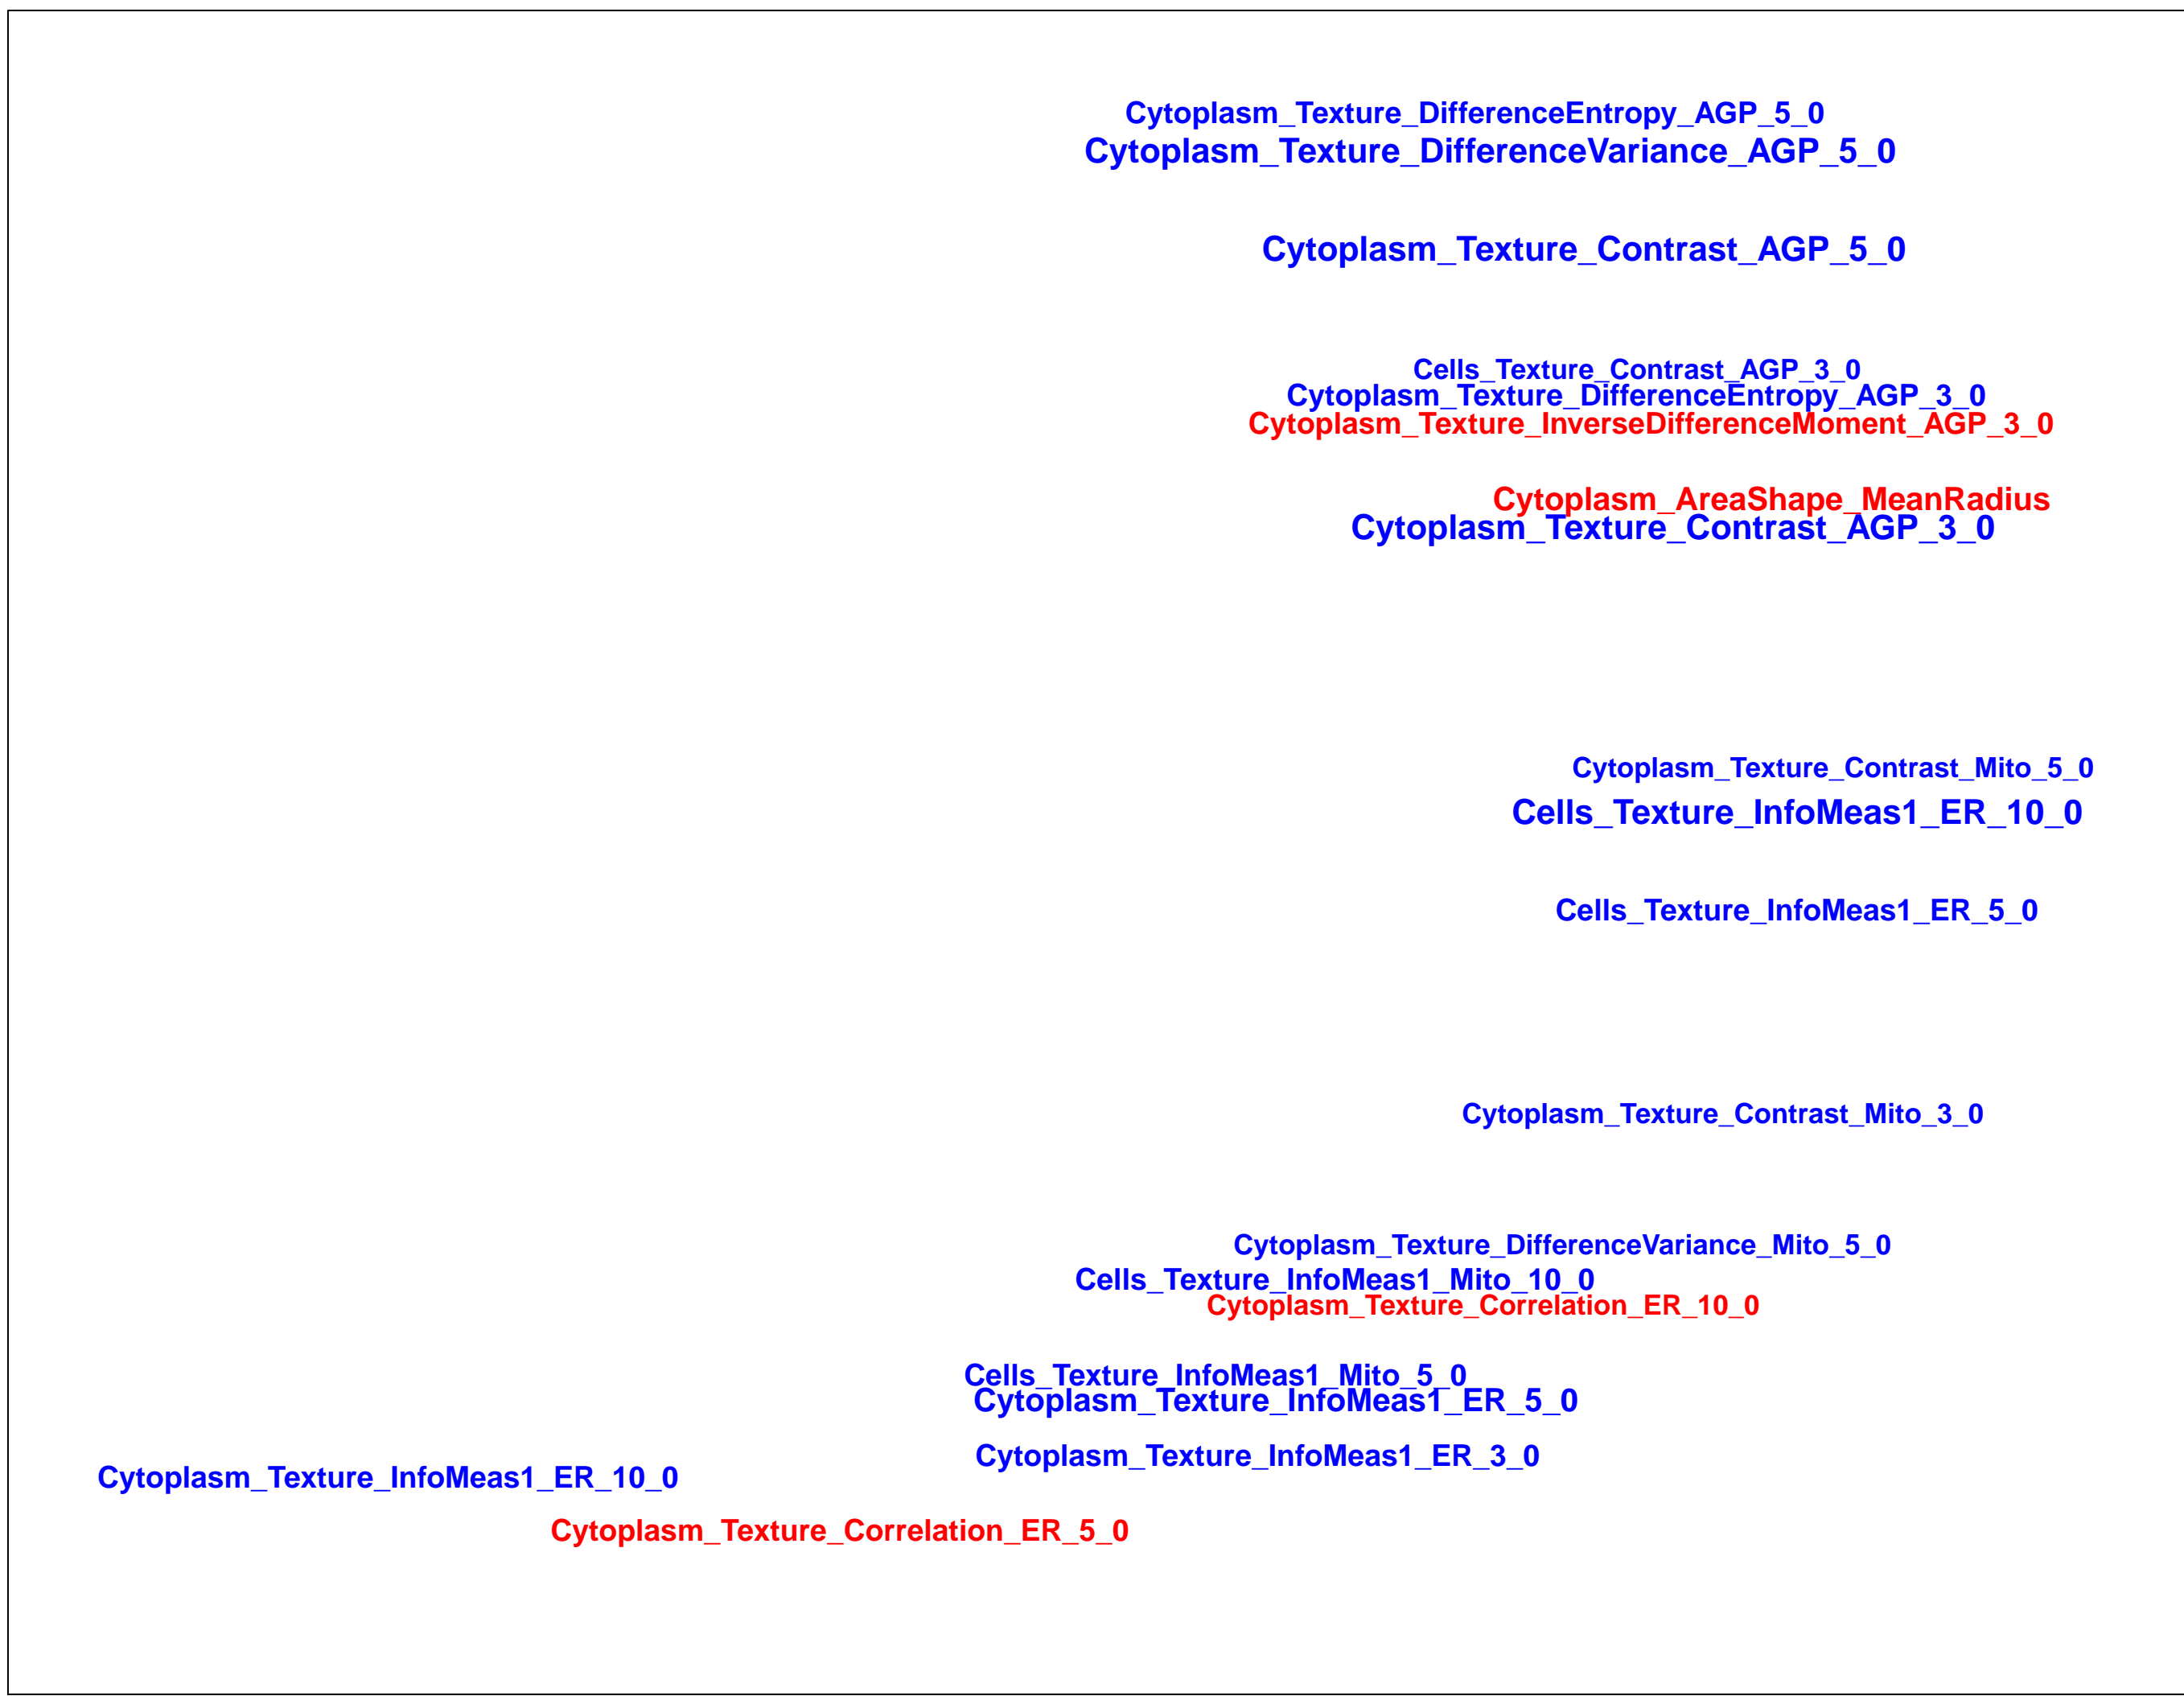 Cytoplasm_Texture_DifferenceEntropy_AGP_5_0
Cytoplasm_Texture_DifferenceVariance_AGP_5_0
Cytoplasm_Texture_Contrast_AGP_5_0
Cells_Texture_Contrast_AGP_3_0
Cytoplasm_Texture_DifferenceEntropy_AGP_3_0
Cytoplasm_Texture_InverseDifferenceMoment_AGP_3_0
Cytoplasm_AreaShape_MeanRadius
Cytoplasm_Texture_Contrast_AGP_3_0
Cytoplasm_Texture_Contrast_Mito_5_0
Cells_Texture_InfoMeas1_ER_10_0
Cells_Texture_InfoMeas1_ER_5_0
Cytoplasm_Texture_Contrast_Mito_3_0
Cytoplasm_Texture_DifferenceVariance_Mito_5_0
Cells_Texture_InfoMeas1_Mito_10_0
Cytoplasm_Texture_Correlation_ER_10_0
Cells_Texture_InfoMeas1_Mito_5_0
Cytoplasm_Texture_InfoMeas1_ER_5_0
Cytoplasm_Texture_InfoMeas1_ER_3_0
Cytoplasm_Texture_InfoMeas1_ER_10_0
Cytoplasm_Texture_Correlation_ER_5_0